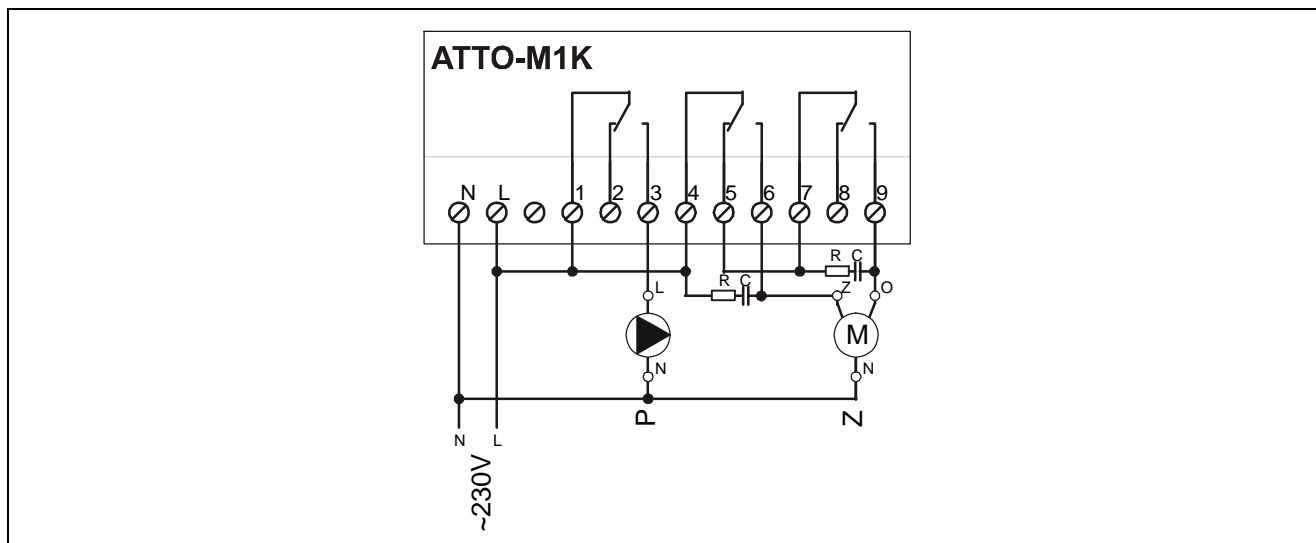 ATTO-M1K
N L 1 2 3 4 5 6 7 8 9
R C
L R C Z O
M
N N
P Z
N L
~230V